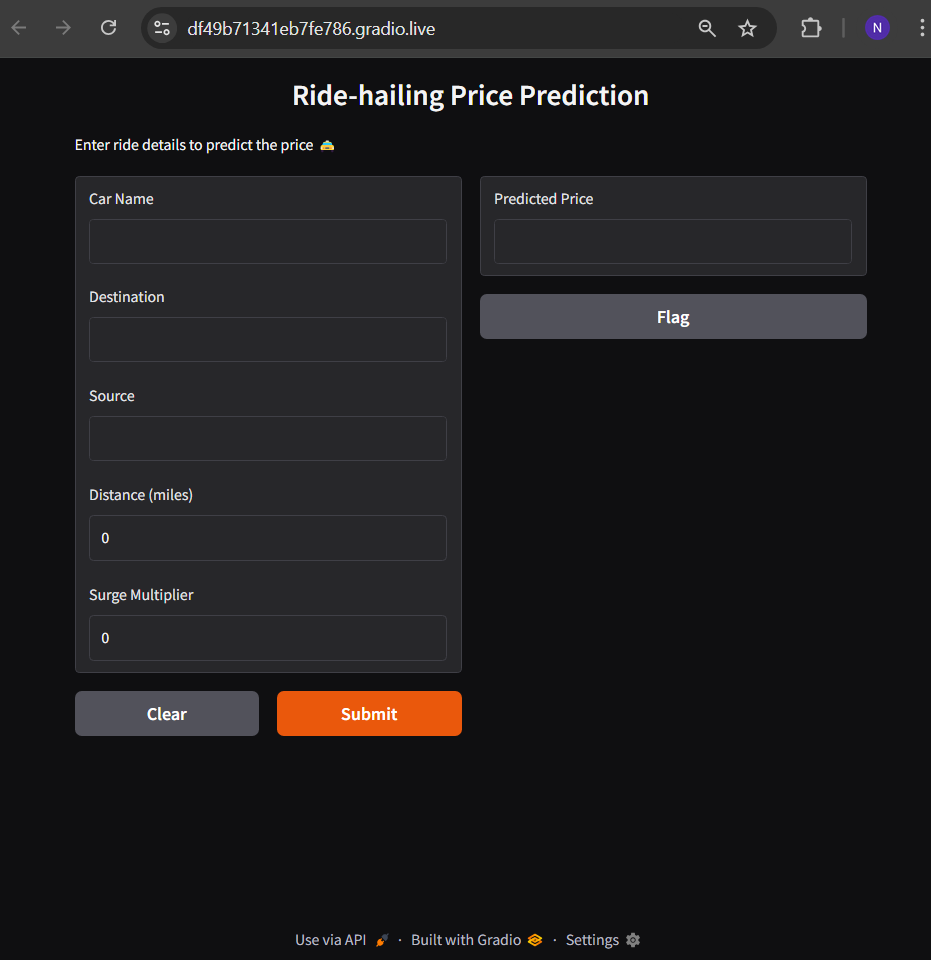 df49b71341eb7fe786.gradio.live
N
Ride-hailing Price Prediction
Enter ride details to predict the price 🚖
Car Name
Predicted Price
Destination
Flag
Source
Distance (miles)
0
Surge Multiplier
0
Clear
Submit
Use via API 🚀 · Built with Gradio · Settings ⚙️